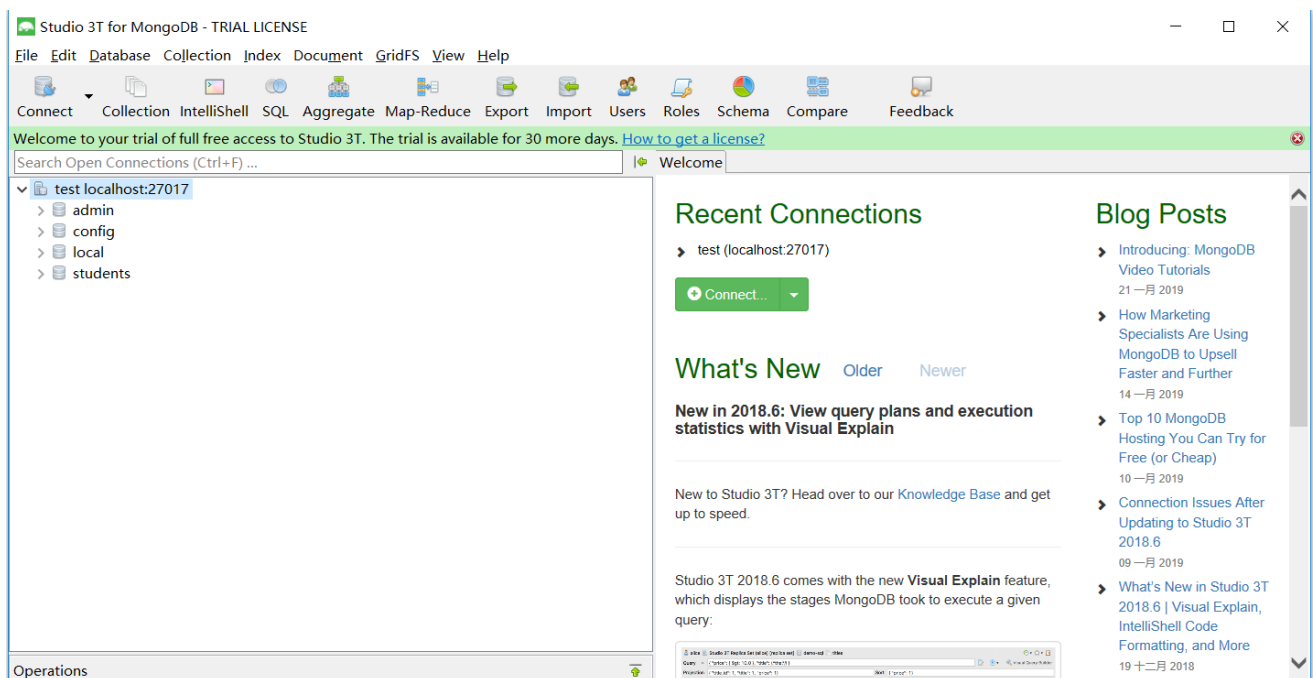 Studio 3T for MongoDB - TRIAL LICENSE
File Edit Database Collection Index Document GridFS View Help
Connect Collection IntelliShell SQL Aggregate Map-Reduce Export Import Users Roles Schema Compare Feedback
Welcome to your trial of full free access to Studio 3T. The trial is available for 30 more days. How to get a license?
Search Open Connections (Ctrl+F) ...
test localhost:27017
admin
config
local
students
Operations
Welcome
Recent Connections
test (localhost:27017)
Connect...
What's New Older Newer
New in 2018.6: View query plans and execution
statistics with Visual Explain
New to Studio 3T? Head over to our Knowledge Base and get
up to speed.
Studio 3T 2018.6 comes with the new Visual Explain feature,
which displays the stages MongoDB took to execute a given
query:
Blog Posts
Introducing: MongoDB
Video Tutorials
21 一月 2019
How Marketing
Specialists Are Using
MongoDB to Upsell
Faster and Further
14 一月 2019
Top 10 MongoDB
Hosting You Can Try for
Free (or Cheap)
10 一月 2019
Connection Issues After
Updating to Studio 3T
2018.6
09 一月 2019
What's New in Studio 3T
2018.6 | Visual Explain,
IntelliShell Code
Formatting, and More
19 十二月 2018